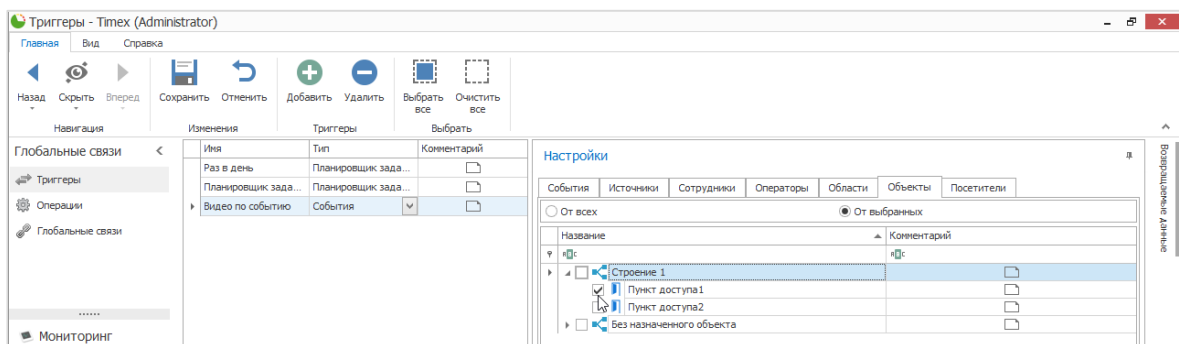 Триггеры - Timex (Administrator)
Главная Вид Справка
Назад Скрыть Вперед Сохранить Отменить Добавить Удалить Выбрать все Очистить все
Навигация Изменения Триггеры Выбрать
Глобальные связи
Триггеры
Операции
Глобальные связи
Мониторинг
Имя Тип Комментарий
Раз в день Планировщик зада...
Планировщик зада... Планировщик зада...
Видео по событию События
Настройки
События Источники Сотрудники Операторы Области Объекты Посетители
От всех От выбранных
Название Комментарий
Строение 1
Пункт доступа1
Пункт доступа2
Без назначенного объекта
Возвращаемые данные